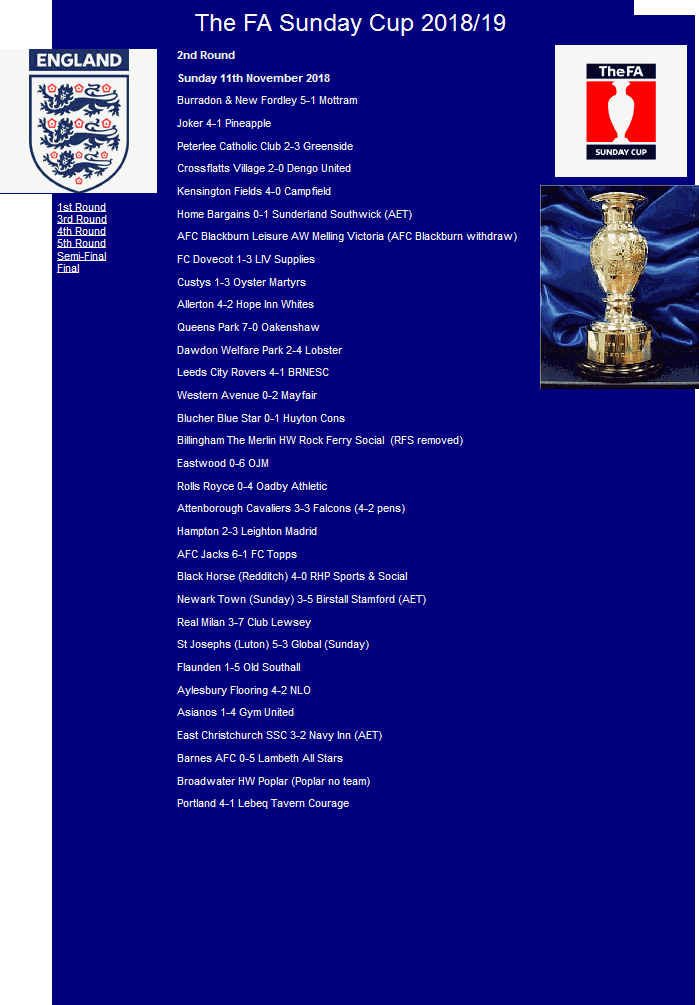 The FA Sunday Cup 2018/19
ENGLAND
2nd Round
Sunday 11th November 2018
TheFA
SUNDAY CUP
1st Round
3rd Round
4th Round
5th Round
Semi-Final
Final
Burradon & New Fordley 5-1 Mottram
Joker 4-1 Pineapple
Peterlee Catholic Club 2-3 Greenside
Crossflatts Village 2-0 Dengo United
Kensington Fields 4-0 Campfield
Home Bargains 0-1 Sunderland Southwick (AET)
AFC Blackburn Leisure AW Melling Victoria (AFC Blackburn withdraw)
FC Dovecot 1-3 LIV Supplies
Custys 1-3 Oyster Martyrs
Allerton 4-2 Hope Inn Whites
Queens Park 7-0 Oakenshaw
Dawdon Welfare Park 2-4 Lobster
Leeds City Rovers 4-1 BRNESC
Western Avenue 0-2 Mayfair
Blucher Blue Star 0-1 Huyton Cons
Billingham The Merlin HW Rock Ferry Social (RFS removed)
Eastwood 0-6 OJM
Rolls Royce 0-4 Oadby Athletic
Attenborough Cavaliers 3-3 Falcons (4-2 pens)
Hampton 2-3 Leighton Madrid
AFC Jacks 6-1 FC Topps
Black Horse (Redditch) 4-0 RHP Sports & Social
Newark Town (Sunday) 3-5 Birstall Stamford (AET)
Real Milan 3-7 Club Lewsey
St Josephs (Luton) 5-3 Global (Sunday)
Flaunden 1-5 Old Southall
Aylesbury Flooring 4-2 NLO
Asianos 1-4 Gym United
East Christchurch SSC 3-2 Navy Inn (AET)
Barnes AFC 0-5 Lambeth All Stars
Broadwater HW Poplar (Poplar no team)
Portland 4-1 Lebeq Tavern Courage